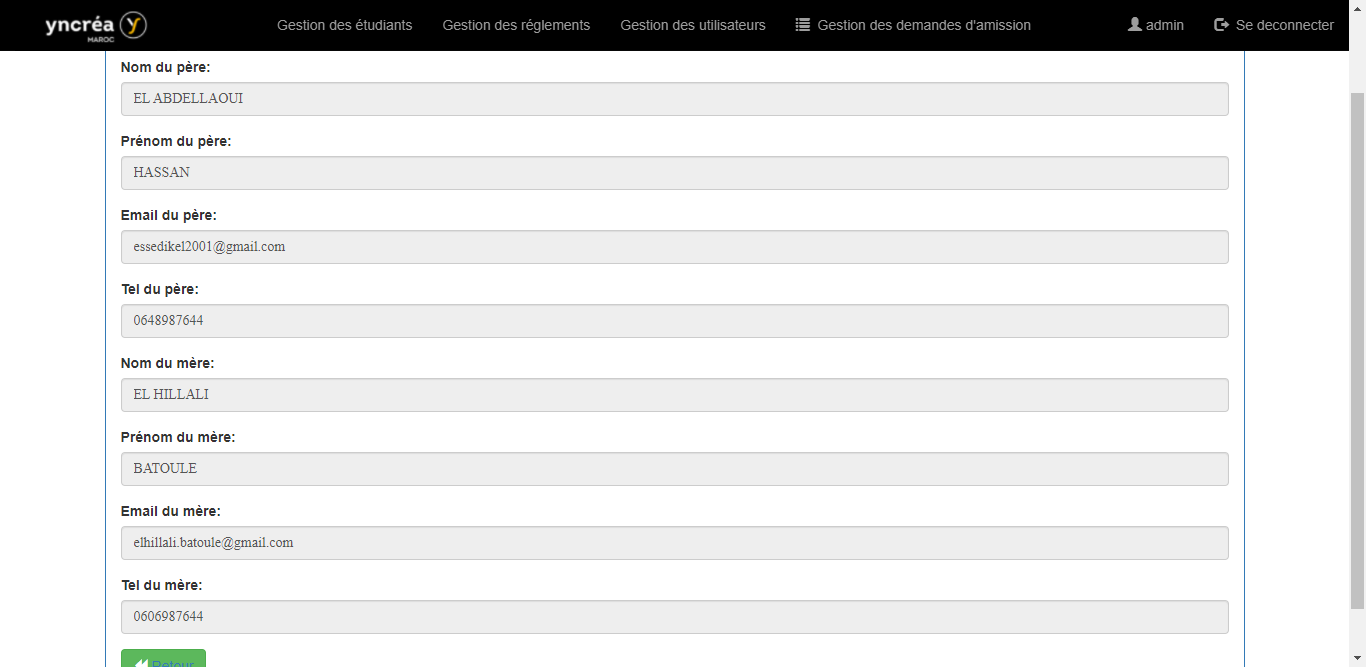 yncréa
MAROC
Gestion des étudiants Gestion des réglements Gestion des utilisateurs Gestion des demandes d'amission admin Se deconnecter
Nom du père:
EL ABDELLAOUI
Prénom du père:
HASSAN
Email du père:
essedikel2001@gmail.com
Tel du père:
0648987644
Nom du mère:
EL HILLALI
Prénom du mère:
BATOULE
Email du mère:
elhillali.batoule@gmail.com
Tel du mère:
0606987644
Retour